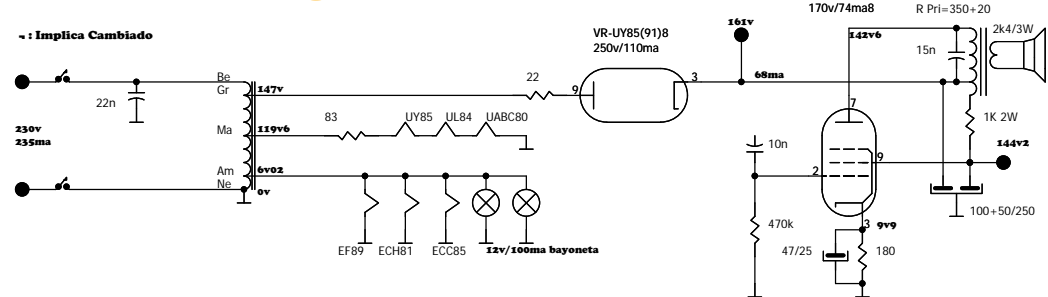 170v/74ma8
R Pri=350+20
¬ : Implica Cambiado
VR-UY85(91)8
250v/110ma
161v
142v6
15n
2k4/3W
Be
Gr
147v
22
9
3
68ma
22n
83
UY85
UL84
UABC80
7
1K 2W
230v
235ma
Ma
119v6
10n
9
144v2
Am
6v02
2
Ne
0v
100+50/250
470k
3
9v9
EF89
ECH81
ECC85
12v/100ma bayoneta
47/25
180